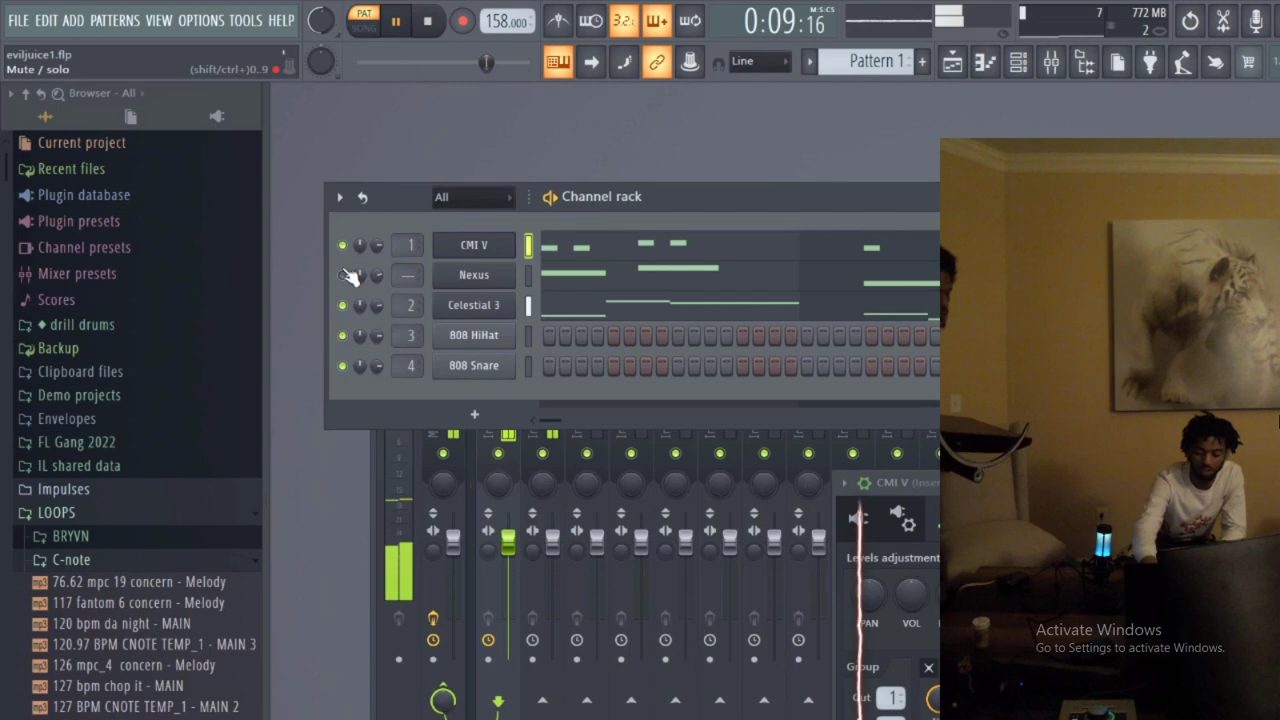 FILE EDIT ADD PATTERNS VIEW OPTIONS TOOLS HELP
PAT
SONG
158.000
3.2.
0:09:16
M:S:CS
7
772 MB
2
eviljuice1.flp
Mute / solo
(shift/ctrl+)0..9
Line
Pattern 1
Browser - All
Current project
Recent files
Plugin database
Plugin presets
Channel presets
Mixer presets
Scores
drill drums
Backup
Clipboard files
Demo projects
Envelopes
FL Gang 2022
IL shared data
Impulses
LOOPS
BRYVN
C-note
76.62 mpc 19 concern - Melody
117 fantom 6 concern - Melody
120 bpm da night - MAIN
120.97 BPM CNOTE TEMP_1 - MAIN 3
126 mpc_4 concern - Melody
127 bpm chop it - MAIN
127 BPM CNOTE TEMP_1 - MAIN 2
All
Channel rack
1 CMI V
--- Nexus
2 Celestial 3
3 808 HiHat
4 808 Snare
CMI V (Inser
Levels adjustment
PAN
VOL
Group
Cut
1
Activate Windows
Go to Settings to activate Windows.